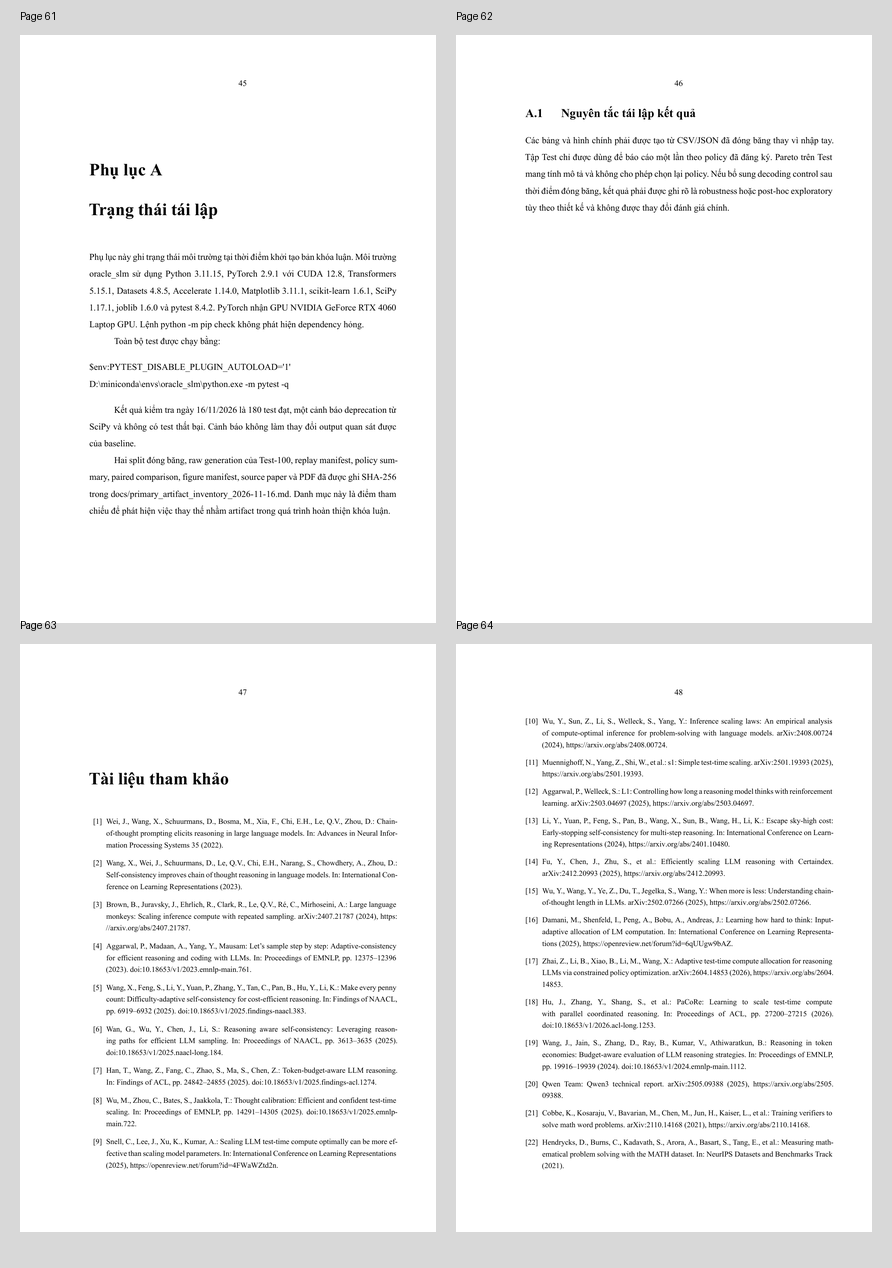 Page 61
45
Phụ lục A
Trạng thái tái lập
Phụ lục này ghi trạng thái môi trường tại thời điểm khởi tạo bản khóa luận. Môi trường
oracle_slm sử dụng Python 3.11.15, PyTorch 2.9.1 với CUDA 12.8, Transformers
5.15.1, Datasets 4.8.5, Accelerate 1.14.0, Matplotlib 3.11.1, scikit-learn 1.6.1, SciPy
1.17.1, joblib 1.6.0 và pytest 8.4.2. PyTorch nhận GPU NVIDIA GeForce RTX 4060
Laptop GPU. Lệnh python -m pip check không phát hiện dependency hỏng.
Toàn bộ test được chạy bằng:
$env:PYTEST_DISABLE_PLUGIN_AUTOLOAD='1'
D:\miniconda\envs\oracle_slm\python.exe -m pytest -q
Kết quả kiểm tra ngày 16/11/2026 là 180 test đạt, một cảnh báo deprecation từ
SciPy và không có test thất bại. Cảnh báo không làm thay đổi output quan sát được
của baseline.
Hai split đóng băng, raw generation của Test-100, replay manifest, policy sum-
mary, paired comparison, figure manifest, source paper và PDF đã được ghi SHA-256
trong docs/primary_artifact_inventory_2026-11-16.md. Danh mục này là điểm tham
chiếu để phát hiện việc thay thế nhầm artifact trong quá trình hoàn thiện khóa luận.
Page 62
46
A.1 Nguyên tắc tái lập kết quả
Các bảng và hình chính phải được tạo từ CSV/JSON đã đóng băng thay vì nhập tay.
Tập Test chỉ được dùng để báo cáo một lần theo policy đã đăng ký. Pareto trên Test
mang tính mô tả và không cho phép chọn lại policy. Nếu bổ sung decoding control sau
thời điểm đóng băng, kết quả phải được ghi rõ là robustness hoặc post-hoc exploratory
tùy theo thiết kế và không được thay đổi đánh giá chính.
Page 63
47
Tài liệu tham khảo
[1] Wei, J., Wang, X., Schuurmans, D., Bosma, M., Xia, F., Chi, E.H., Le, Q.V., Zhou, D.: Chain-
of-thought prompting elicits reasoning in large language models. In: Advances in Neural Infor-
mation Processing Systems 35 (2022).
[2] Wang, X., Wei, J., Schuurmans, D., Le, Q.V., Chi, E.H., Narang, S., Chowdhery, A., Zhou, D.:
Self-consistency improves chain of thought reasoning in language models. In: International Con-
ference on Learning Representations (2023).
[3] Brown, B., Juravsky, J., Ehrlich, R., Clark, R., Le, Q.V., Ré, C., Mirhoseini, A.: Large language
monkeys: Scaling inference compute with repeated sampling. arXiv:2407.21787 (2024), https:
//arxiv.org/abs/2407.21787.
[4] Aggarwal, P., Madaan, A., Yang, Y., Mausam: Let’s sample step by step: Adaptive-consistency
for efficient reasoning and coding with LLMs. In: Proceedings of EMNLP, pp. 12375–12396
(2023). doi:10.18653/v1/2023.emnlp-main.761.
[5] Wang, X., Feng, S., Li, Y., Yuan, P., Zhang, Y., Tan, C., Pan, B., Hu, Y., Li, K.: Make every penny
count: Difficulty-adaptive self-consistency for cost-efficient reasoning. In: Findings of NAACL,
pp. 6919–6932 (2025). doi:10.18653/v1/2025.findings-naacl.383.
[6] Wan, G., Wu, Y., Chen, J., Li, S.: Reasoning aware self-consistency: Leveraging reason-
ing paths for efficient LLM sampling. In: Proceedings of NAACL, pp. 3613–3635 (2025).
doi:10.18653/v1/2025.naacl-long.184.
[7] Han, T., Wang, Z., Fang, C., Zhao, S., Ma, S., Chen, Z.: Token-budget-aware LLM reasoning.
In: Findings of ACL, pp. 24842–24855 (2025). doi:10.18653/v1/2025.findings-acl.1274.
[8] Wu, M., Zhou, C., Bates, S., Jaakkola, T.: Thought calibration: Efficient and confident test-time
scaling. In: Proceedings of EMNLP, pp. 14291–14305 (2025). doi:10.18653/v1/2025.emnlp-
main.722.
[9] Snell, C., Lee, J., Xu, K., Kumar, A.: Scaling LLM test-time compute optimally can be more ef-
fective than scaling model parameters. In: International Conference on Learning Representations
(2025), https://openreview.net/forum?id=4FWaWZtd2n.
Page 64
48
[10] Wu, Y., Sun, Z., Li, S., Welleck, S., Yang, Y.: Inference scaling laws: An empirical analysis
of compute-optimal inference for problem-solving with language models. arXiv:2408.00724
(2024), https://arxiv.org/abs/2408.00724.
[11] Muennighoff, N., Yang, Z., Shi, W., et al.: s1: Simple test-time scaling. arXiv:2501.19393 (2025),
https://arxiv.org/abs/2501.19393.
[12] Aggarwal, P., Welleck, S.: L1: Controlling how long a reasoning model thinks with reinforcement
learning. arXiv:2503.04697 (2025), https://arxiv.org/abs/2503.04697.
[13] Li, Y., Yuan, P., Feng, S., Pan, B., Wang, X., Sun, B., Wang, H., Li, K.: Escape sky-high cost:
Early-stopping self-consistency for multi-step reasoning. In: International Conference on Learn-
ing Representations (2024), https://arxiv.org/abs/2401.10480.
[14] Fu, Y., Chen, J., Zhu, S., et al.: Efficiently scaling LLM reasoning with Certaindex.
arXiv:2412.20993 (2025), https://arxiv.org/abs/2412.20993.
[15] Wu, Y., Wang, Y., Ye, Z., Du, T., Jegelka, S., Wang, Y.: When more is less: Understanding chain-
of-thought length in LLMs. arXiv:2502.07266 (2025), https://arxiv.org/abs/2502.07266.
[16] Damani, M., Shenfeld, I., Peng, A., Bobu, A., Andreas, J.: Learning how hard to think: Input-
adaptive allocation of LM computation. In: International Conference on Learning Representa-
tions (2025), https://openreview.net/forum?id=6qUUgw9bAZ.
[17] Zhai, Z., Li, B., Xiao, B., Li, M., Wang, X.: Adaptive test-time compute allocation for reasoning
LLMs via constrained policy optimization. arXiv:2604.14853 (2026), https://arxiv.org/abs/2604.
14853.
[18] Hu, J., Zhang, Y., Shang, S., et al.: PaCoRe: Learning to scale test-time compute
with parallel coordinated reasoning. In: Proceedings of ACL, pp. 27200–27215 (2026).
doi:10.18653/v1/2026.acl-long.1253.
[19] Wang, J., Jain, S., Zhang, D., Ray, B., Kumar, V., Athiwaratkun, B.: Reasoning in token
economies: Budget-aware evaluation of LLM reasoning strategies. In: Proceedings of EMNLP,
pp. 19916–19939 (2024). doi:10.18653/v1/2024.emnlp-main.1112.
[20] Qwen Team: Qwen3 technical report. arXiv:2505.09388 (2025), https://arxiv.org/abs/2505.
09388.
[21] Cobbe, K., Kosaraju, V., Bavarian, M., Chen, M., Jun, H., Kaiser, L., et al.: Training verifiers to
solve math word problems. arXiv:2110.14168 (2021), https://arxiv.org/abs/2110.14168.
[22] Hendrycks, D., Burns, C., Kadavath, S., Arora, A., Basart, S., Tang, E., et al.: Measuring math-
ematical problem solving with the MATH dataset. In: NeurIPS Datasets and Benchmarks Track
(2021).